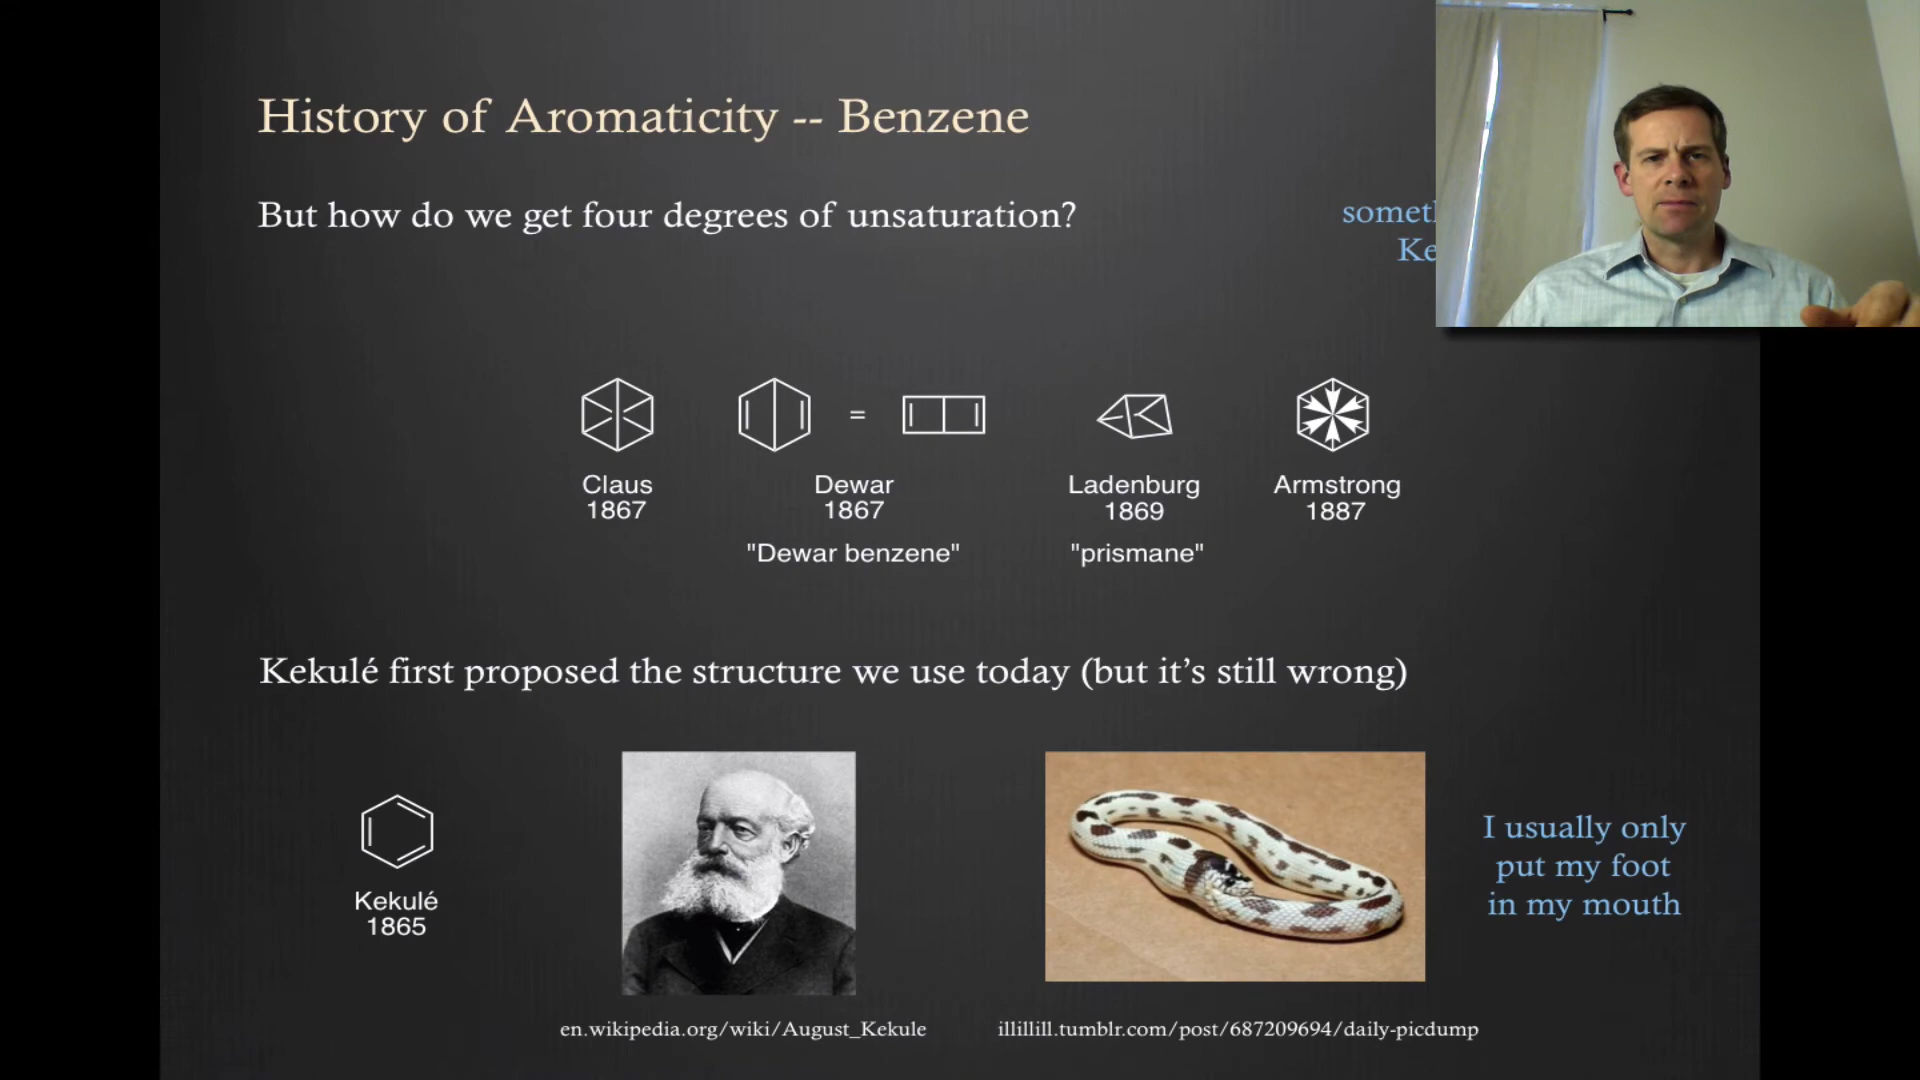 History of Aromaticity -- Benzene
But how do we get four degrees of unsaturation?
=
Claus
1867
Dewar
1867
"Dewar benzene"
Ladenburg
1869
"prismane"
Armstrong
1887
Kekulé first proposed the structure we use today (but it’s still wrong)
Kekulé
1865
I usually only
put my foot
in my mouth
en.wikipedia.org/wiki/August_Kekule
illillill.tumblr.com/post/687209694/daily-picdump